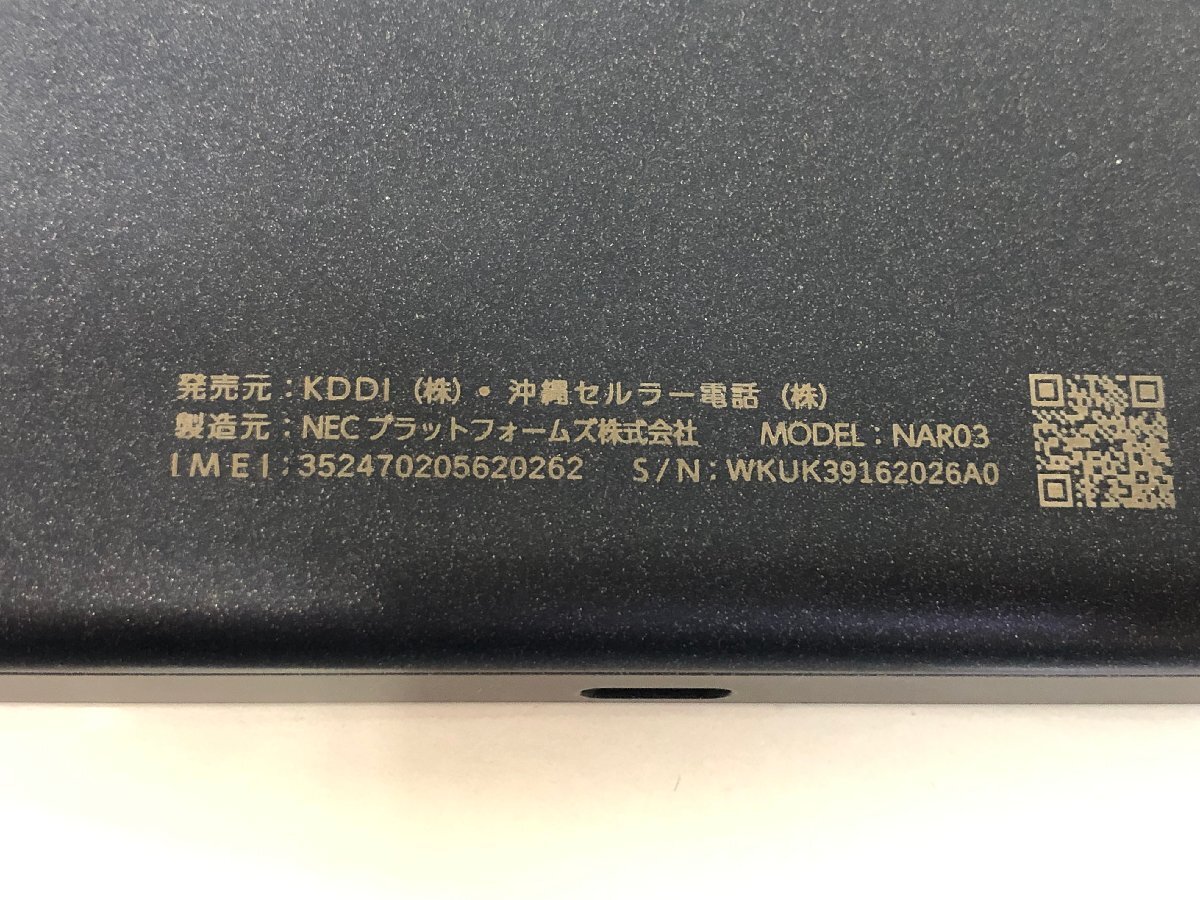 発売元：KDDI（株）・沖縄セルラー電話（株）
製造元：NECプラットフォームズ株式会社　MODEL：NAR03
IMEI：352470205620262　S/N：WKUK39162026A0